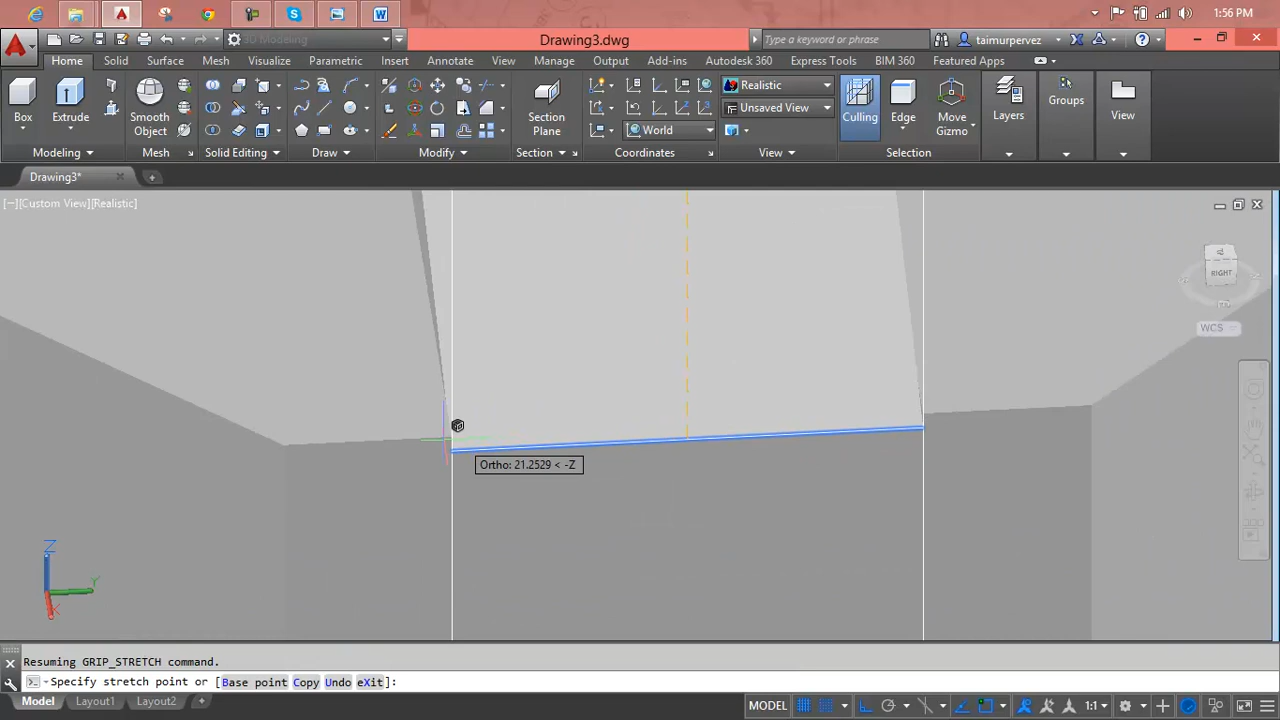 1:56 PM
3D Modeling
Drawing3.dwg
Type a keyword or phrase
taimurpervez
Home Solid Surface Mesh Visualize Parametric Insert Annotate View Manage Output Add-ins Autodesk 360 Express Tools BIM 360 Featured Apps
Box
Extrude
Smooth
Object
Section
Plane
Realistic
Unsaved View
World
Culling
Edge
Move
Gizmo
Layers
Groups
View
Modeling
Mesh
Solid Editing
Draw
Modify
Section
Coordinates
View
Selection
Drawing3*
[−][Custom View][Realistic]
RIGHT
WCS
Ortho: 21.2529 < -Z
Z
Y
X
Resuming GRIP_STRETCH command.
Specify stretch point or [Base point Copy Undo eXit]:
Model Layout1 Layout2
MODEL
1:1